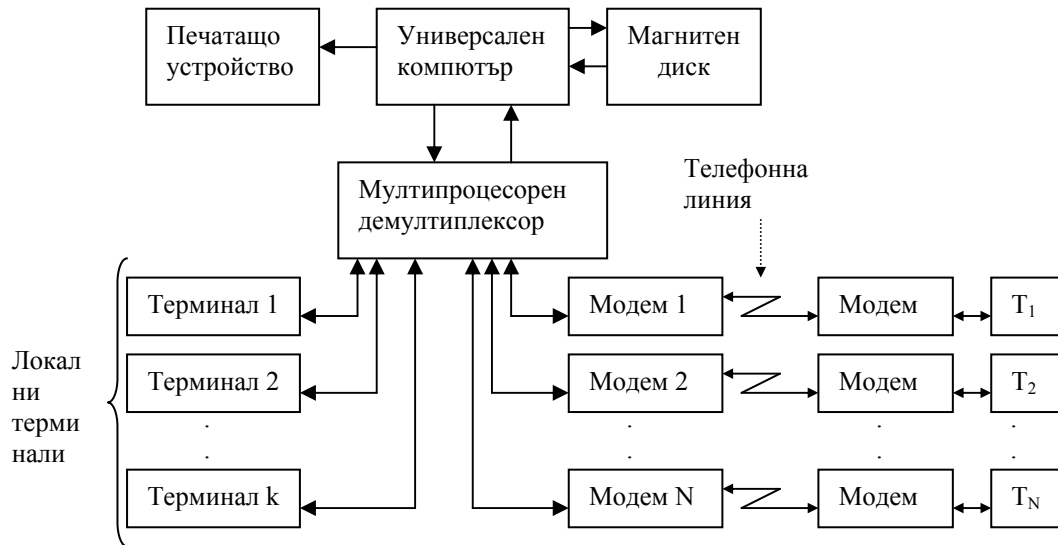 Печатащо
устройство
Универсален
компютър
Магнитен
диск
Мултипроцесорен
демултиплексор
Телефонна
линия
Терминал 1
Модем 1
Модем
T1
Локал
ни
терми
нали
Терминал 2
Модем 2
Модем
T2
Терминал k
Модем N
Модем
TN